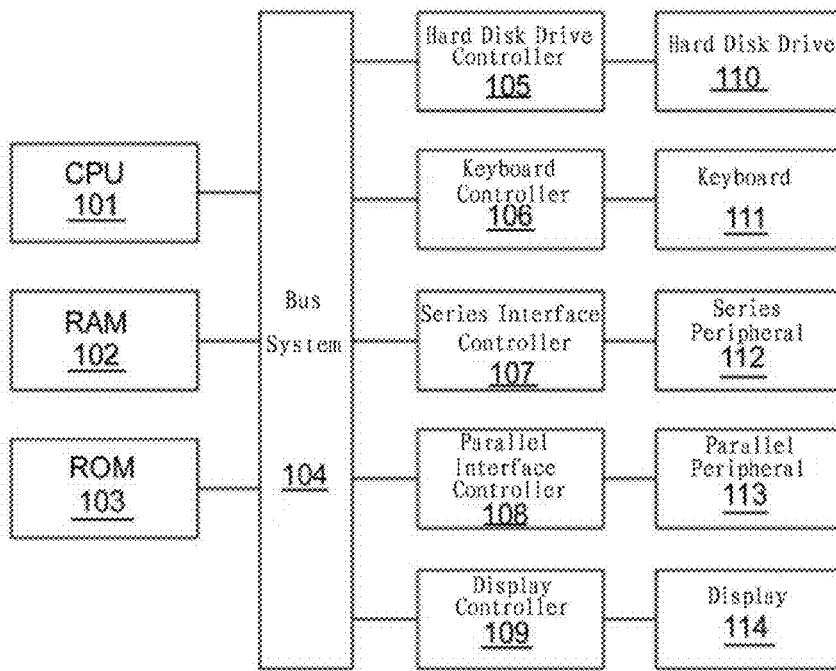 CPU
101
RAM
102
ROM
103
Bus
System
104
Hard Disk Drive
Controller
105
Hard Disk Drive
110
Keyboard
Controller
106
Keyboard
111
Series Interface
Controller
107
Series
Peripheral
112
Parallel
Interface
Controller
108
Parallel
Peripheral
113
Display
Controller
109
Display
114